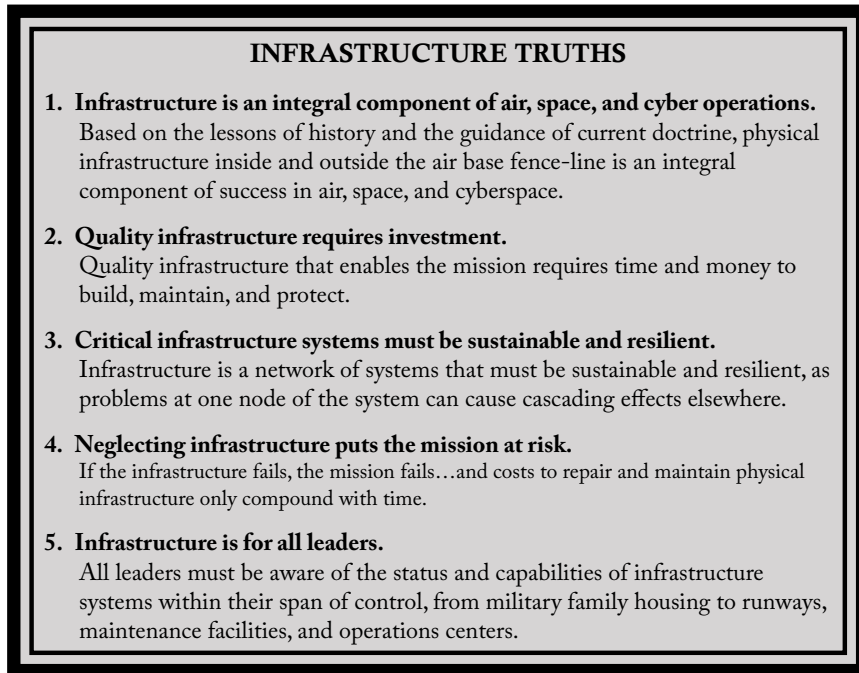 INFRASTRUCTURE TRUTHS
1. Infrastructure is an integral component of air, space, and cyber operations.
Based on the lessons of history and the guidance of current doctrine, physical
infrastructure inside and outside the air base fence-line is an integral
component of success in air, space, and cyberspace.
2. Quality infrastructure requires investment.
Quality infrastructure that enables the mission requires time and money to
build, maintain, and protect.
3. Critical infrastructure systems must be sustainable and resilient.
Infrastructure is a network of systems that must be sustainable and resilient, as
problems at one node of the system can cause cascading effects elsewhere.
4. Neglecting infrastructure puts the mission at risk.
If the infrastructure fails, the mission fails…and costs to repair and maintain physical
infrastructure only compound with time.
5. Infrastructure is for all leaders.
All leaders must be aware of the status and capabilities of infrastructure
systems within their span of control, from military family housing to runways,
maintenance facilities, and operations centers.